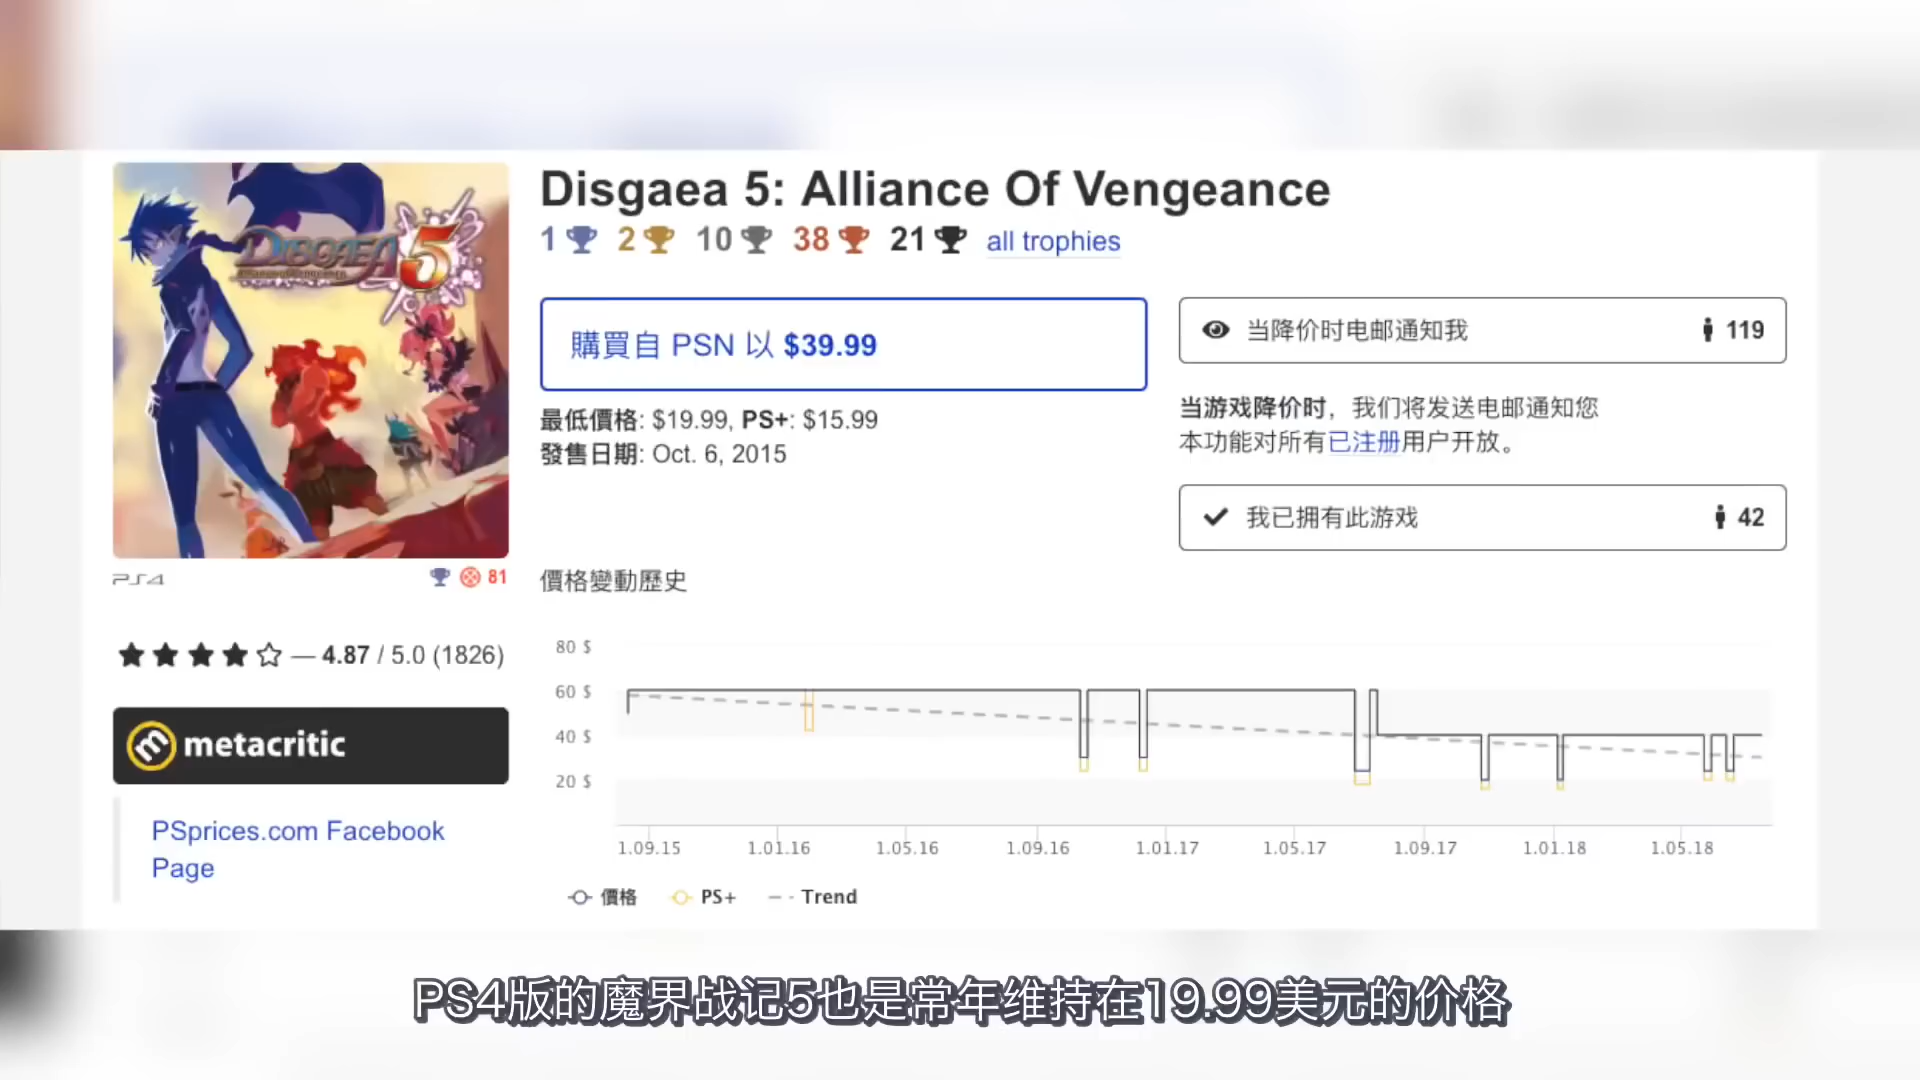 Disgaea 5: Alliance Of Vengeance
1 2 10 38 21 all trophies
DISGAEA 5
購買自 PSN 以 $39.99
最低價格: $19.99, PS+: $15.99
發售日期: Oct. 6, 2015
当降价时电邮通知我 119
当游戏降价时，我们将发送电邮通知您
本功能对所有已注册用户开放。
我已拥有此游戏 42
PS4 81
4.87 / 5.0 (1826)
metacritic
PSprices.com Facebook
Page
價格變動歷史
80 $
60 $
40 $
20 $
1.09.15 1.01.16 1.05.16 1.09.16 1.01.17 1.05.17 1.09.17 1.01.18 1.05.18
價格 PS+ Trend
PS4版的魔界战记5也是常年维持在19.99美元的价格